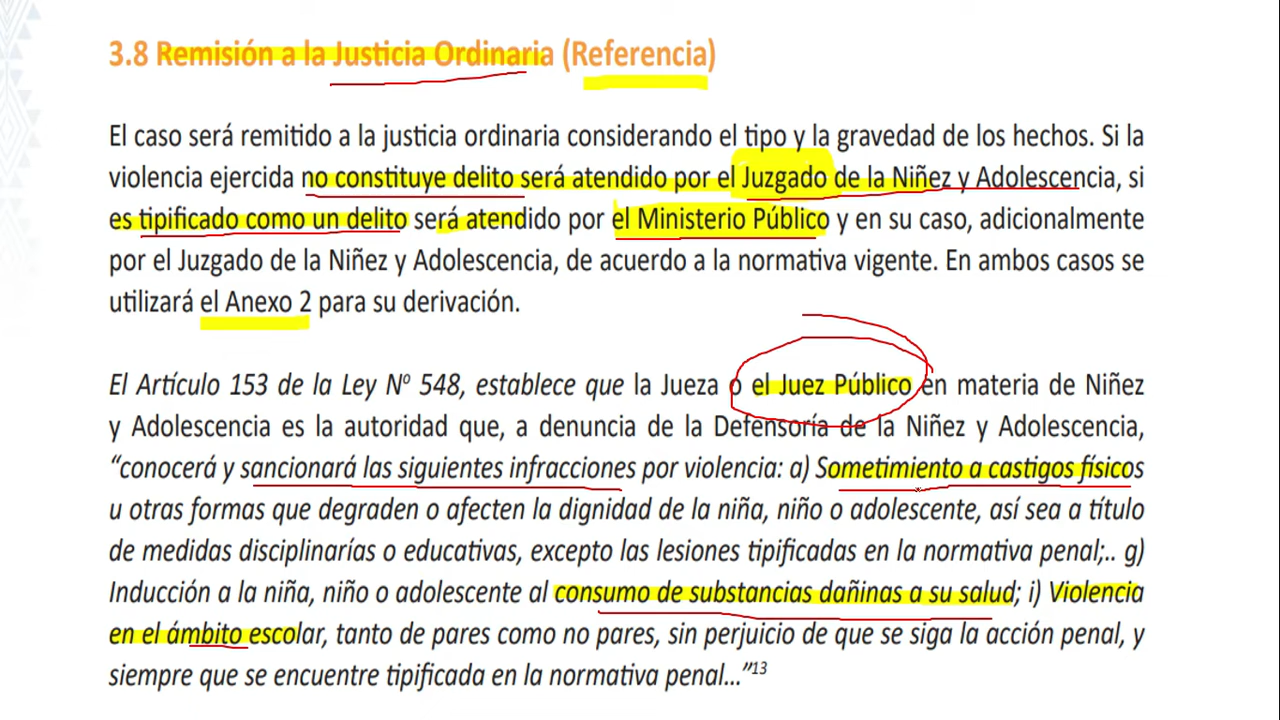 3.8 Remisión a la Justicia Ordinaria (Referencia)
El caso será remitido a la justicia ordinaria considerando el tipo y la gravedad de los hechos. Si la
violencia ejercida no constituye delito será atendido por el Juzgado de la Niñez y Adolescencia, si
es tipificado como un delito será atendido por el Ministerio Público y en su caso, adicionalmente
por el Juzgado de la Niñez y Adolescencia, de acuerdo a la normativa vigente. En ambos casos se
utilizará el Anexo 2 para su derivación.
El Artículo 153 de la Ley Nº 548, establece que la Jueza o el Juez Público en materia de Niñez
y Adolescencia es la autoridad que, a denuncia de la Defensoría de la Niñez y Adolescencia,
“conocerá y sancionará las siguientes infracciones por violencia: a) Sometimiento a castigos físicos
u otras formas que degraden o afecten la dignidad de la niña, niño o adolescente, así sea a título
de medidas disciplinarías o educativas, excepto las lesiones tipificadas en la normativa penal;.. g)
Inducción a la niña, niño o adolescente al consumo de substancias dañinas a su salud; i) Violencia
en el ámbito escolar, tanto de pares como no pares, sin perjuicio de que se siga la acción penal, y
siempre que se encuentre tipificada en la normativa penal...”13